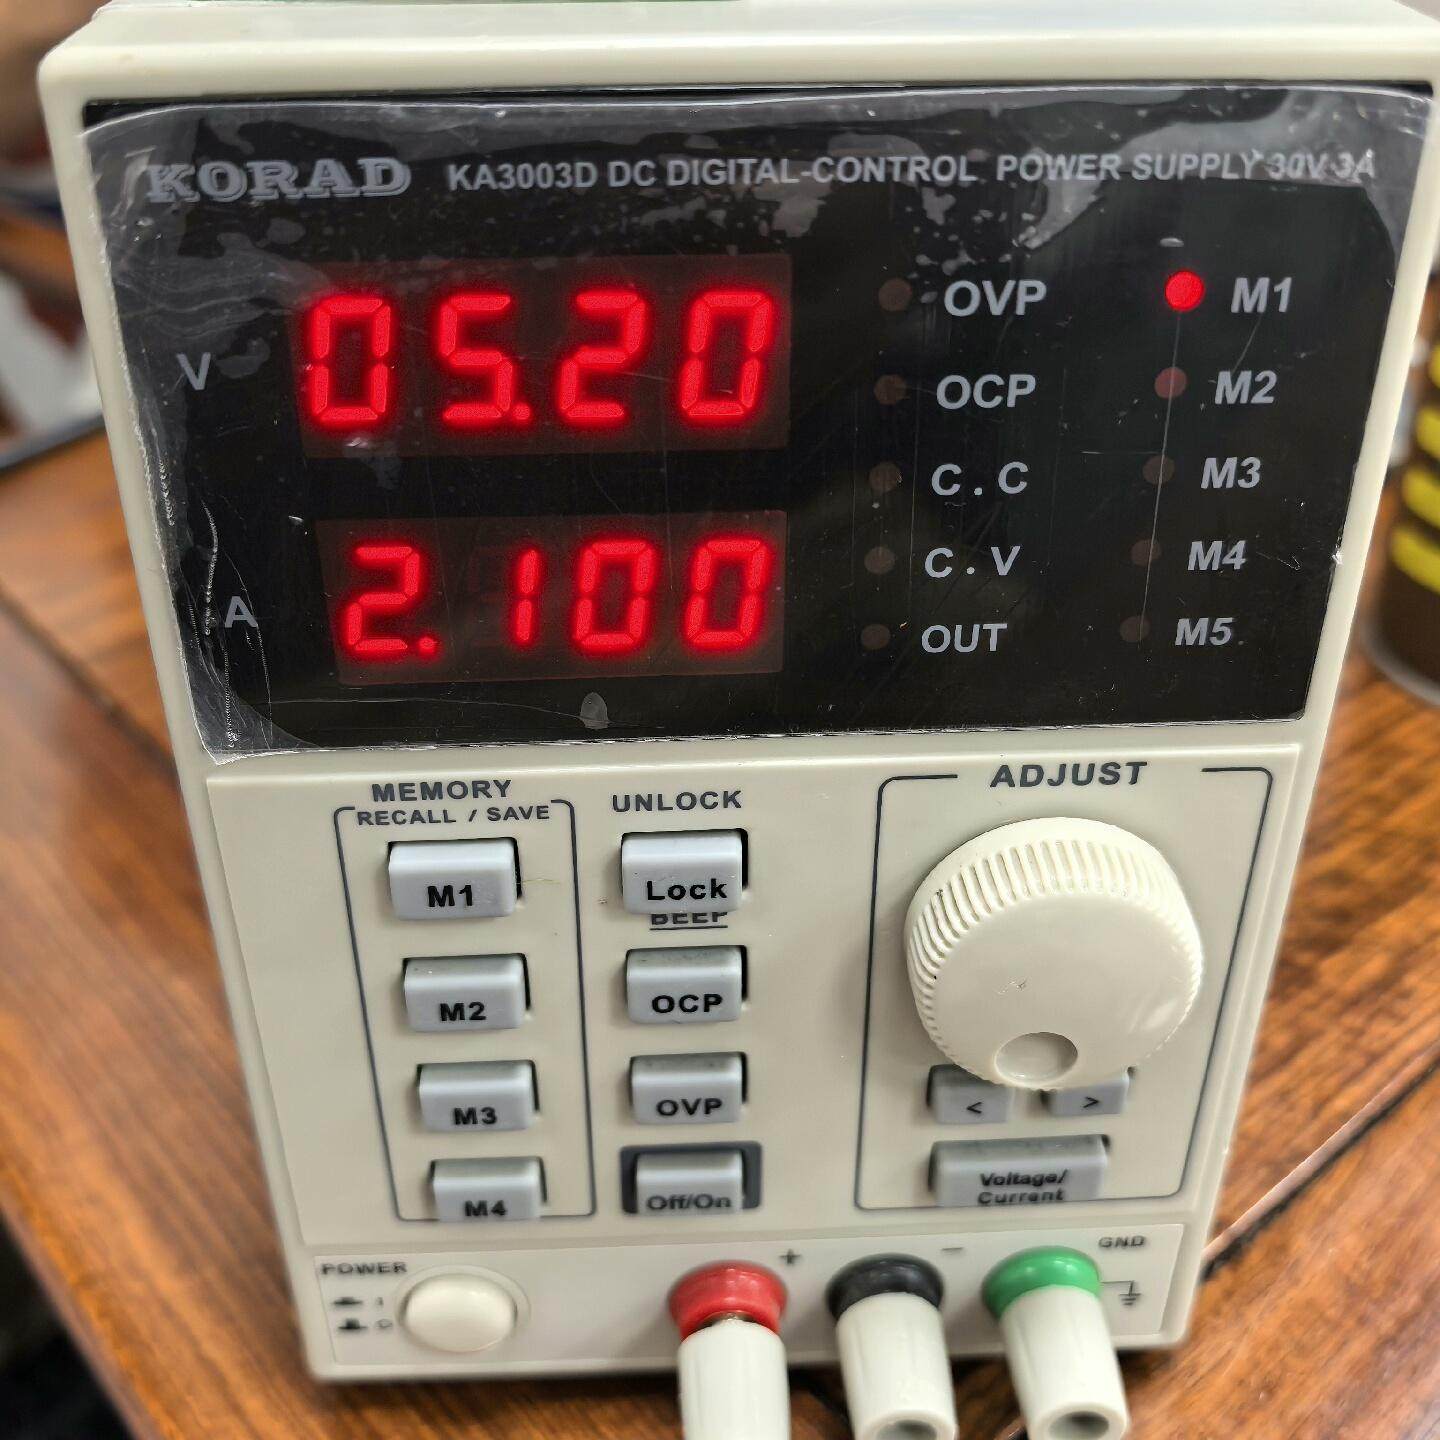 KORAD KA3003D DC DIGITAL-CONTROL POWER SUPPLY 30V 3A
V 05.20
A 2.100
OVP M1
OCP M2
C.C M3
C.V M4
OUT M5
MEMORY
RECALL / SAVE
M1
M2
M3
M4
UNLOCK
Lock
BEEP
OCP
OVP
Off/On
ADJUST
< >
Voltage/
Current
POWER
I
O
+ − GND